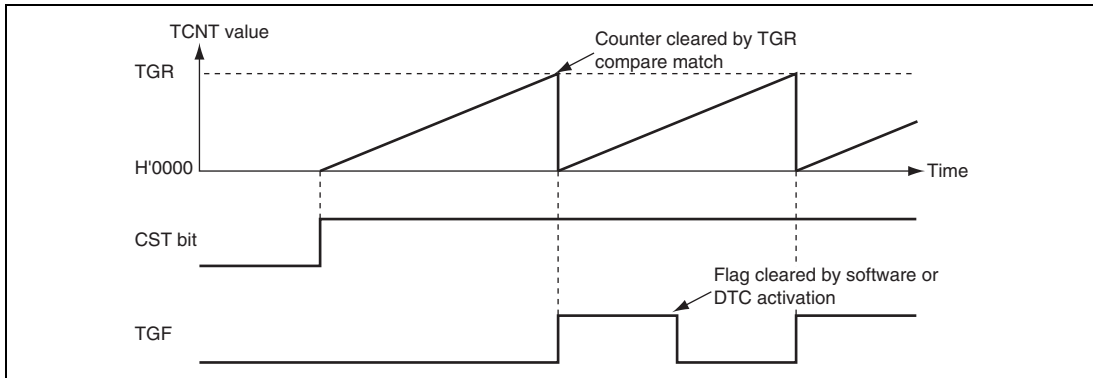 TCNT value
Counter cleared by TGR
compare match
TGR
H'0000
Time
CST bit
Flag cleared by software or
DTC activation
TGF